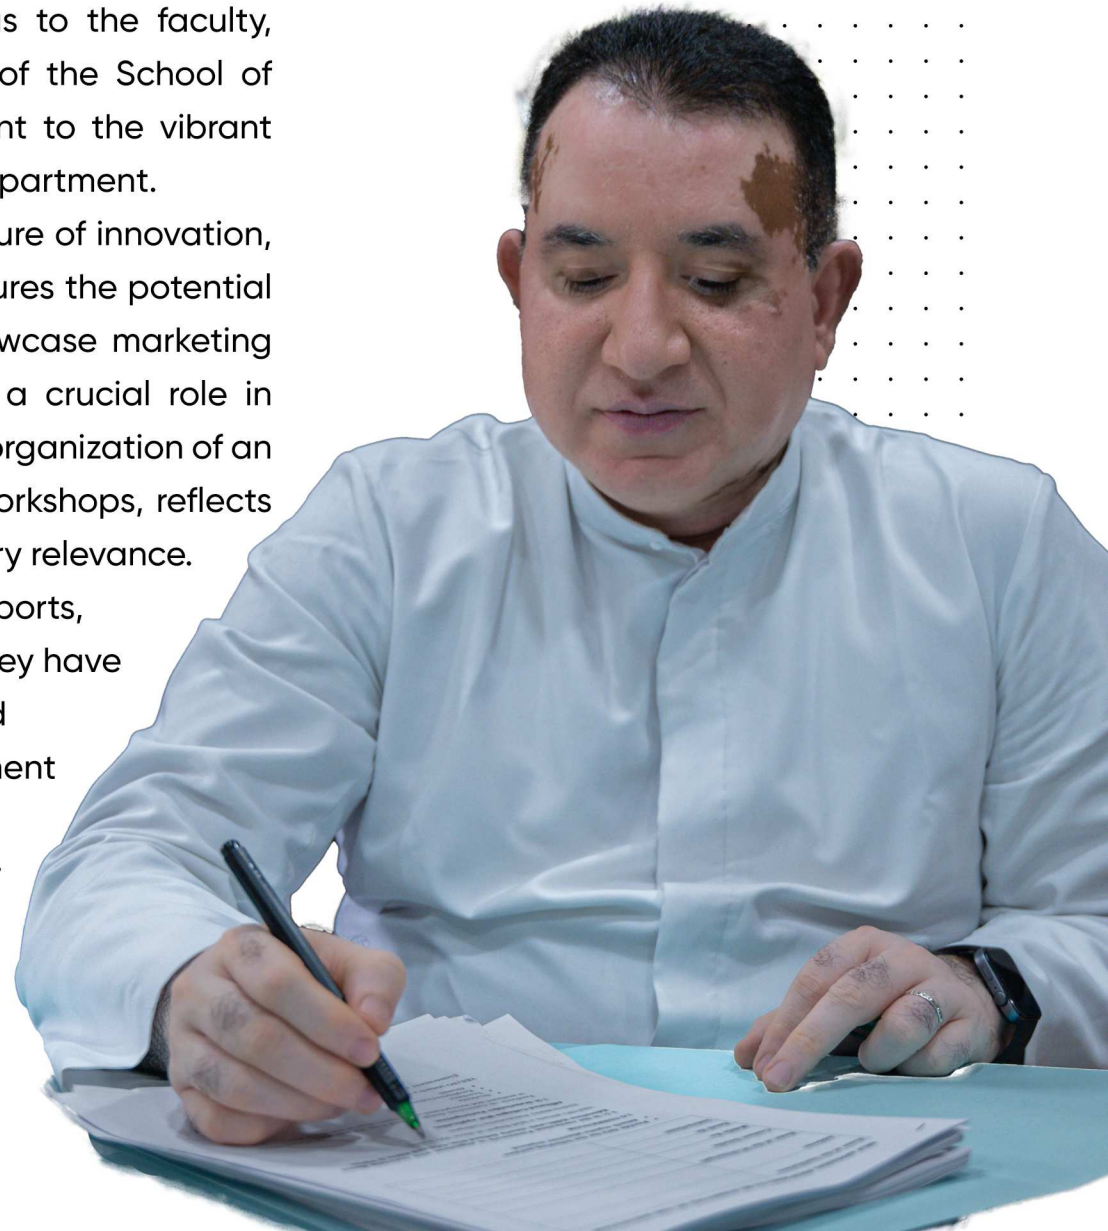 s to the faculty,
of the School of
nt to the vibrant
partment.
ure of innovation,
ures the potential
wcase marketing
a crucial role in
organization of an
orkshops, reflects
ry relevance.
ports,
ey have
d
ent
.